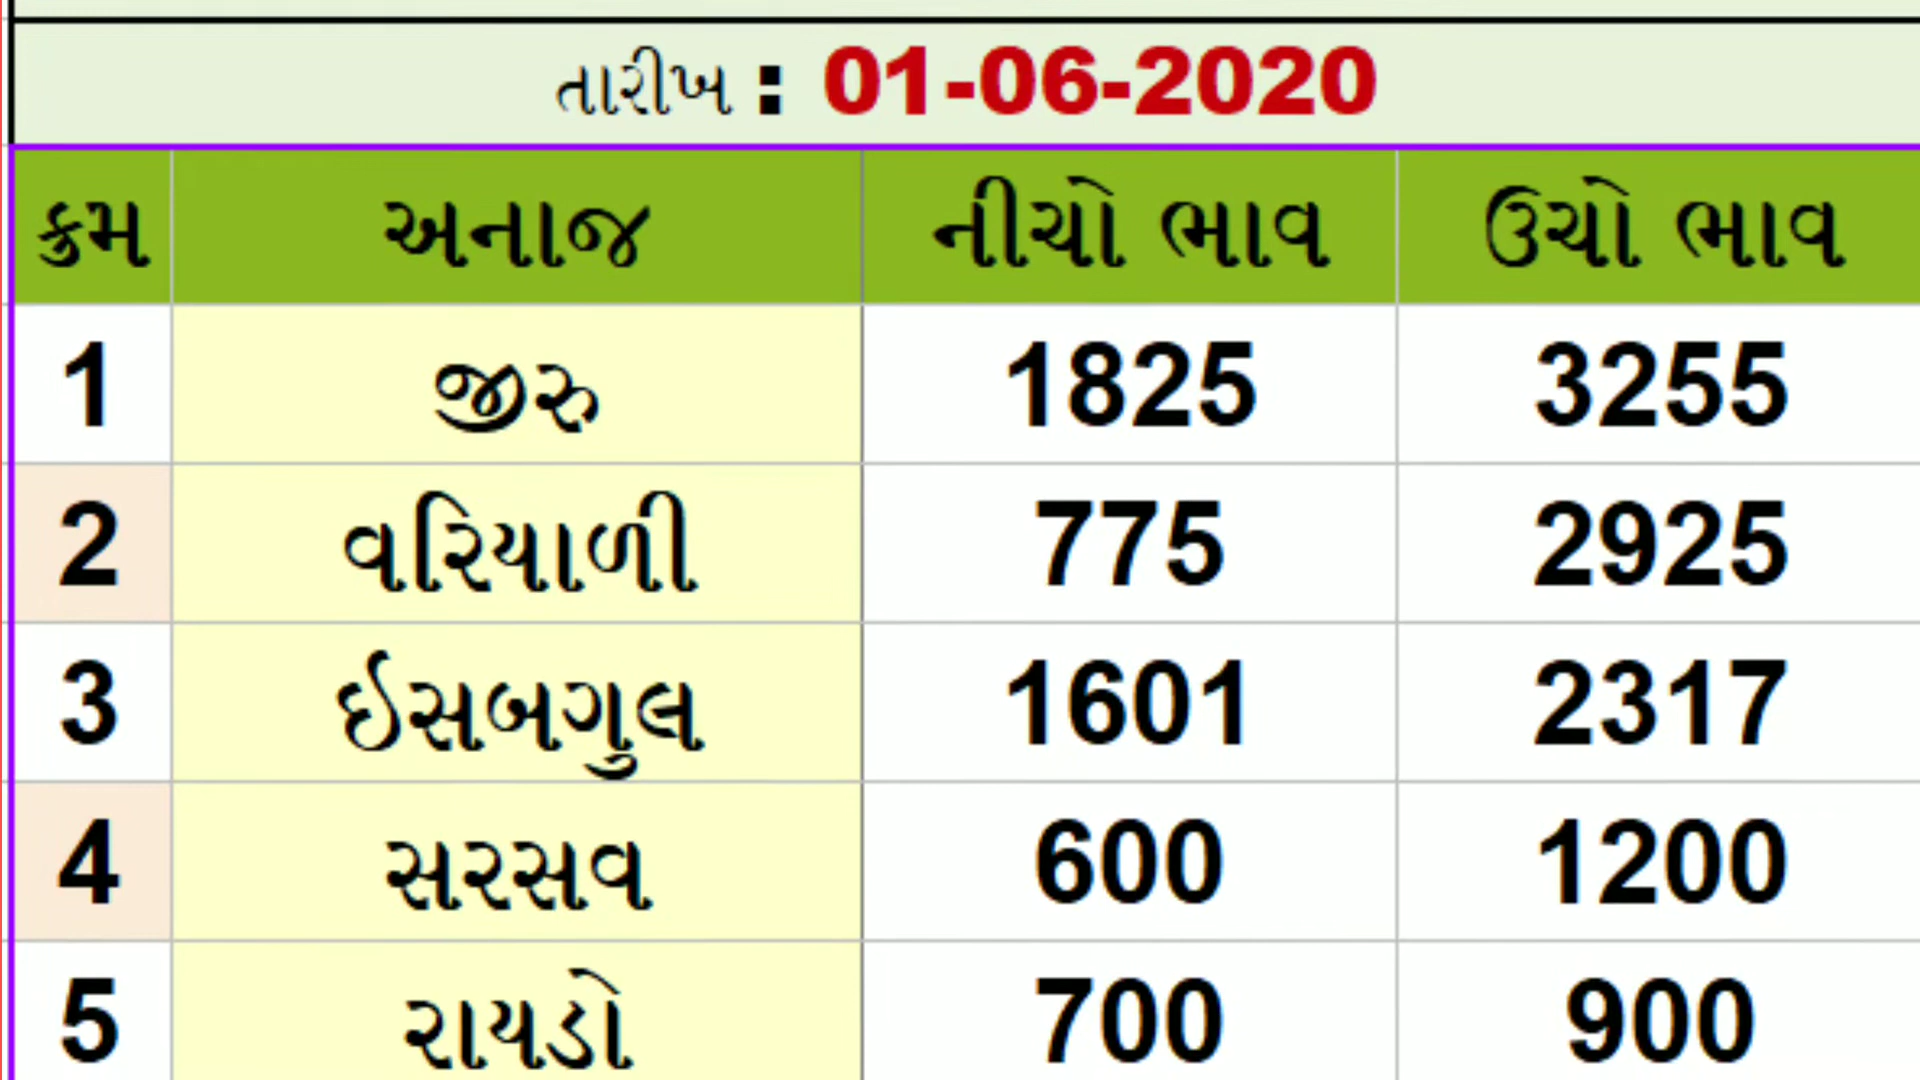 તારીખ : 01-06-2020
ક્રમ અનાજ નીચો ભાવ ઉચો ભાવ
1 જીરુ 1825 3255
2 વરિયાળી 775 2925
3 ઈસબગુલ 1601 2317
4 સરસવ 600 1200
5 રાયડો 700 900